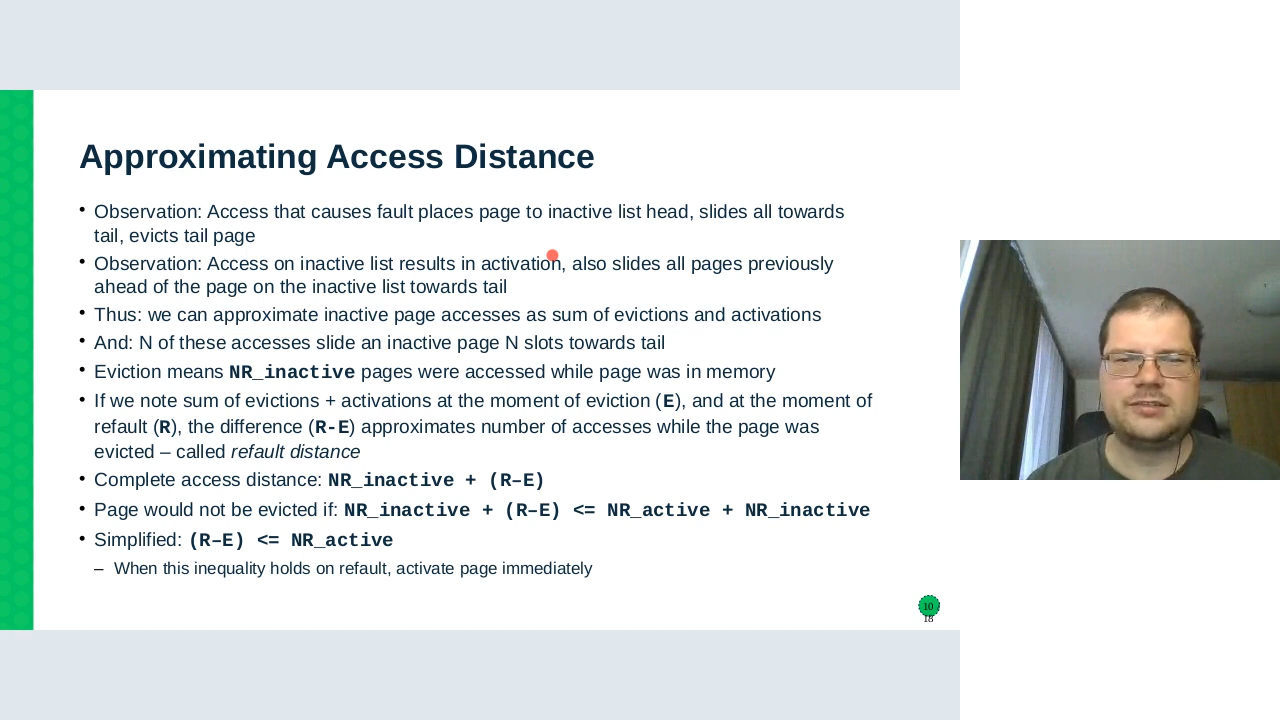 Approximating Access Distance
• Observation: Access that causes fault places page to inactive list head, slides all towards
tail, evicts tail page
• Observation: Access on inactive list results in activation, also slides all pages previously
ahead of the page on the inactive list towards tail
• Thus: we can approximate inactive page accesses as sum of evictions and activations
• And: N of these accesses slide an inactive page N slots towards tail
• Eviction means NR_inactive pages were accessed while page was in memory
• If we note sum of evictions + activations at the moment of eviction (E), and at the moment of
refault (R), the difference (R-E) approximates number of accesses while the page was
evicted – called refault distance
• Complete access distance: NR_inactive + (R–E)
• Page would not be evicted if: NR_inactive + (R–E) <= NR_active + NR_inactive
• Simplified: (R–E) <= NR_active
– When this inequality holds on refault, activate page immediately
10
18